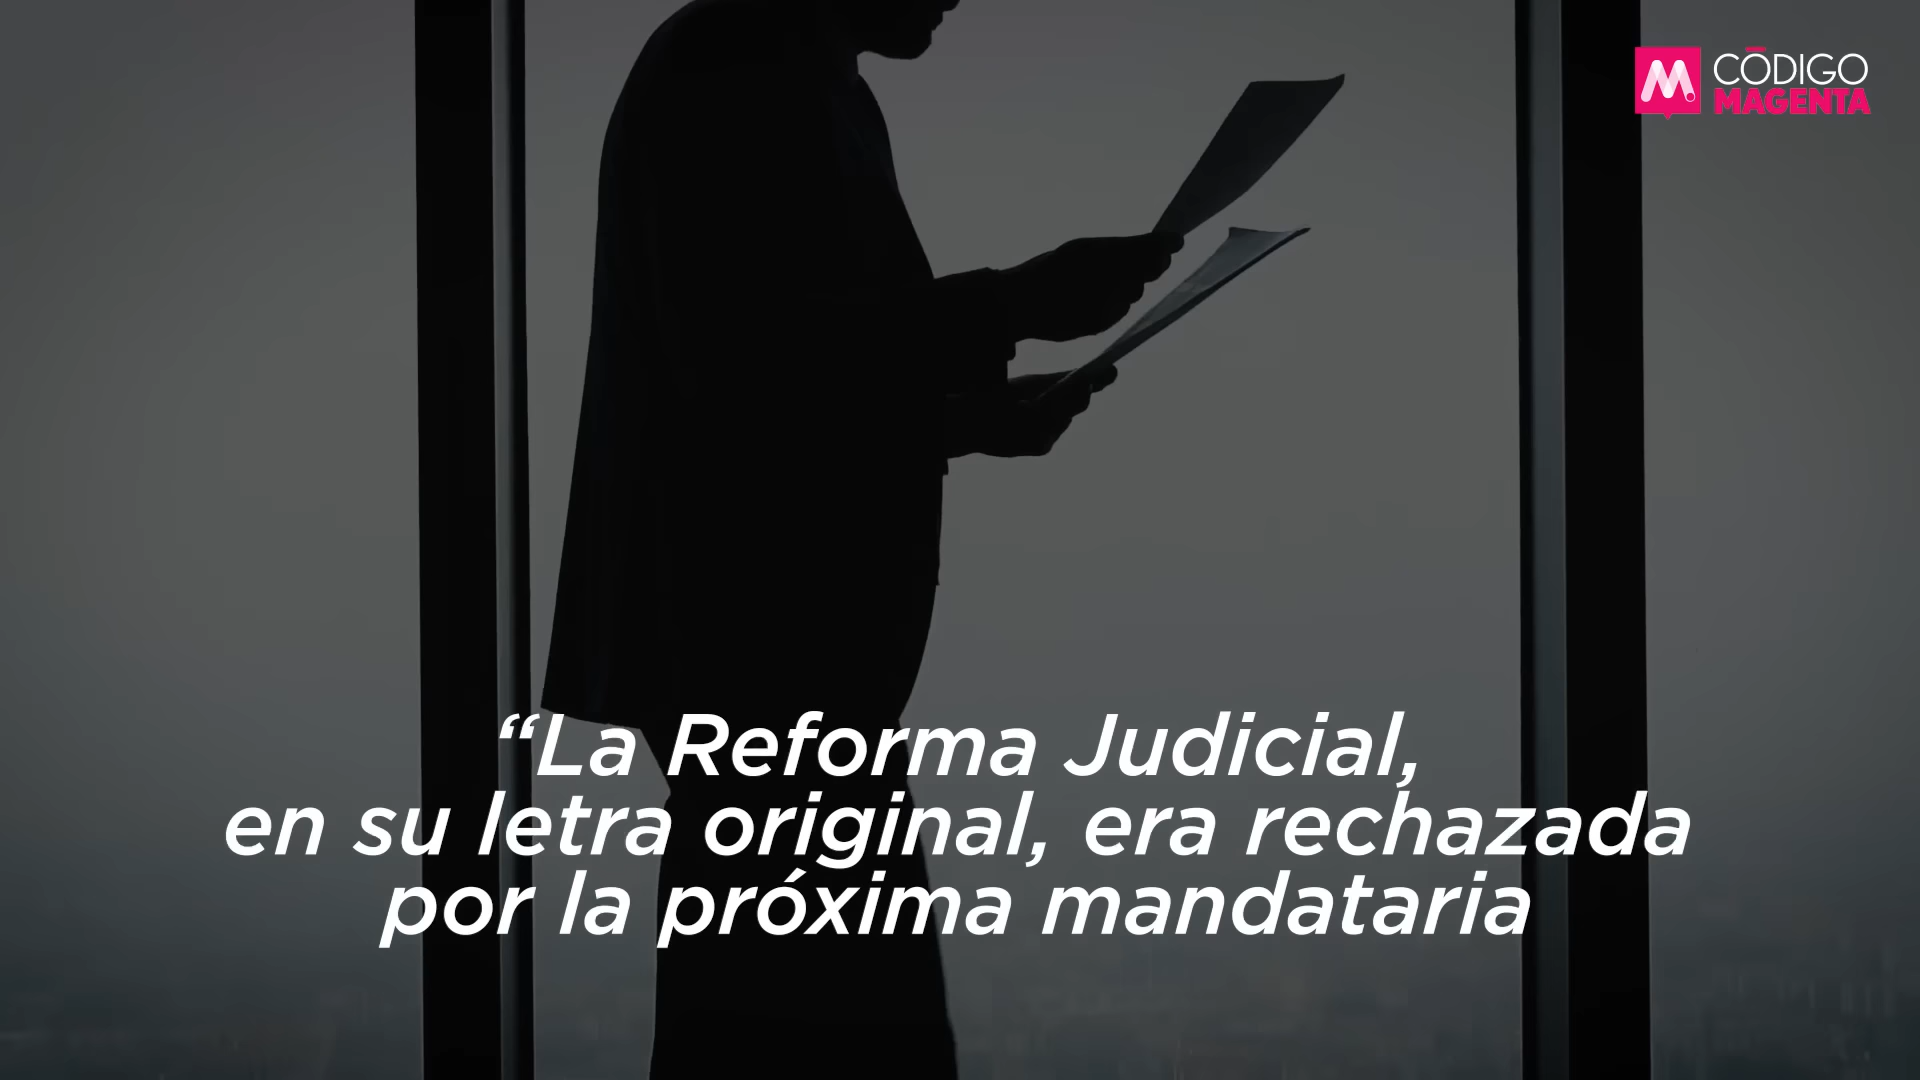 CÓDIGO
MAGENTA
“La Reforma Judicial,
en su letra original, era rechazada
por la próxima mandataria